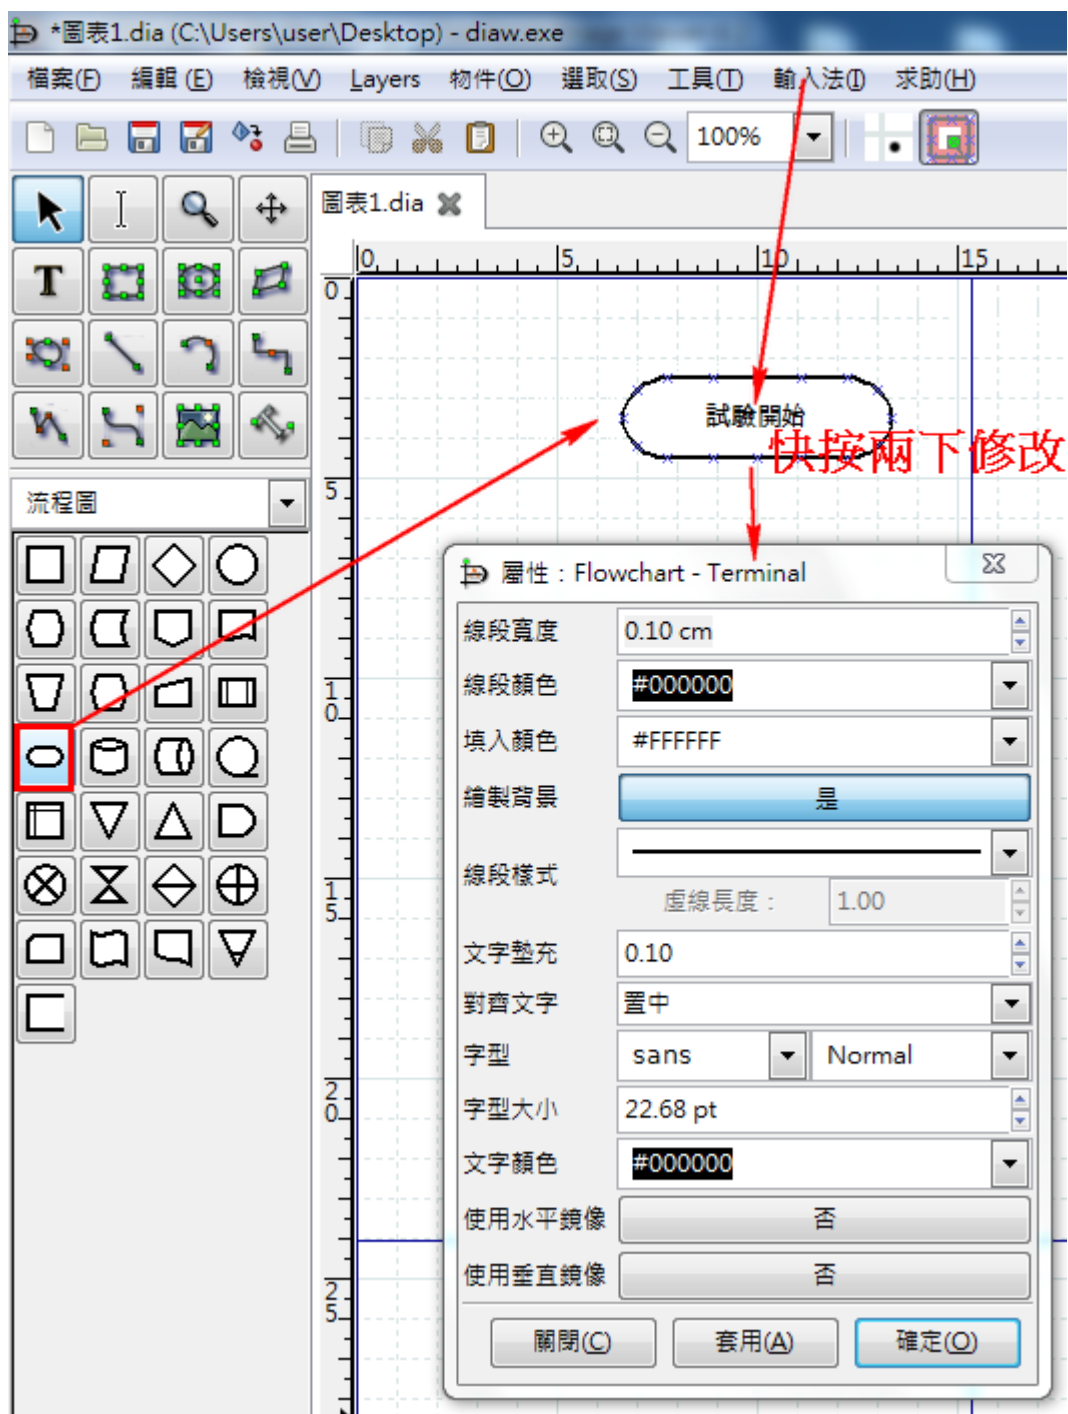 *圖表1.dia (C:\Users\user\Desktop) - diaw.exe
檔案(F) 編輯 (E) 檢視(V) Layers 物件(O) 選取(S) 工具(T) 輸入法(I) 求助(H)
100%
圖表1.dia
0 5 10 15
0
試驗開始
快按兩下修改
流程圖
5
屬性：Flowchart - Terminal
線段寬度 0.10 cm
線段顏色 #000000
10
填入顏色 #FFFFFF
繪製背景 是
線段樣式
虛線長度： 1.00
15
文字墊充 0.10
對齊文字 置中
字型 sans Normal
20
字型大小 22.68 pt
文字顏色 #000000
使用水平鏡像 否
使用垂直鏡像 否
25
關閉(C) 套用(A) 確定(O)